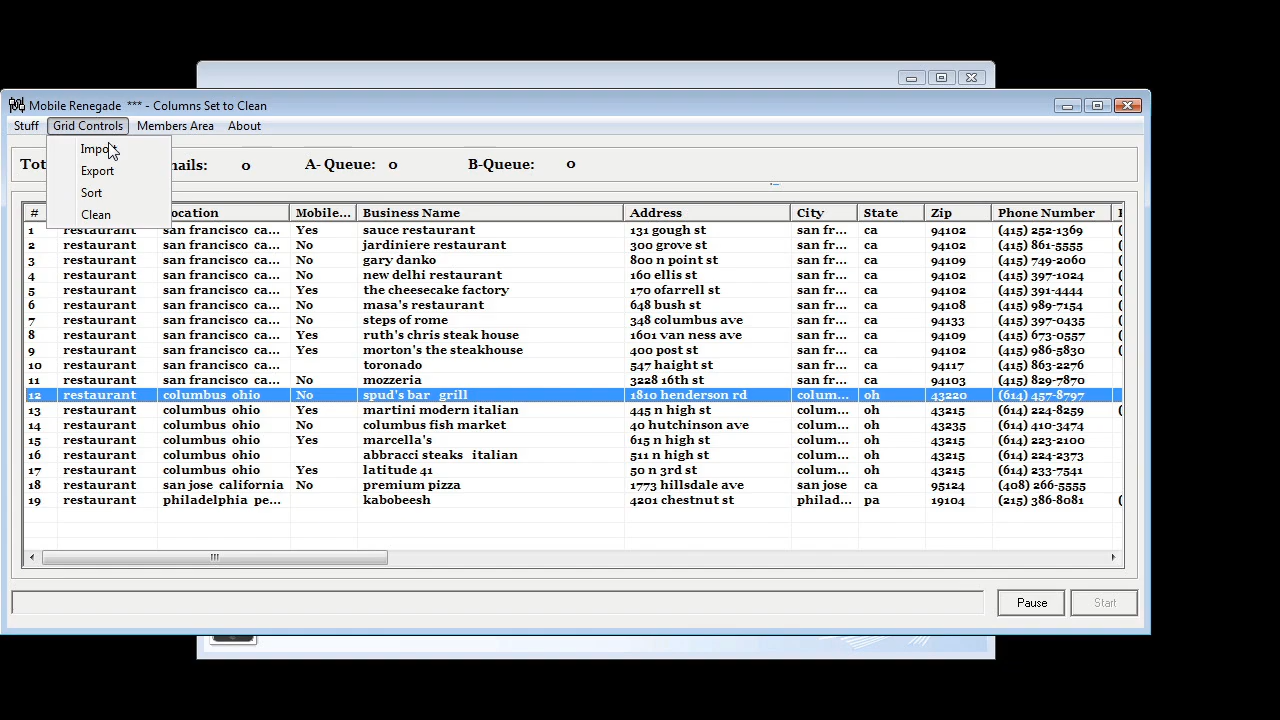 Mobile Renegade *** - Columns Set to Clean
Stuff Grid Controls Members Area About
Import
Export
Sort
Clean
A- Queue: 0 B-Queue: 0
0
# Mobile... Business Name Address City State Zip Phone Number
1 restaurant san francisco ca... Yes sauce restaurant 131 gough st san fr... ca 94102 (415) 252-1369
2 restaurant san francisco ca... No jardiniere restaurant 300 grove st san fr... ca 94102 (415) 861-5555
3 restaurant san francisco ca... No gary danko 800 n point st san fr... ca 94109 (415) 749-2060
4 restaurant san francisco ca... No new delhi restaurant 160 ellis st san fr... ca 94102 (415) 397-1024
5 restaurant san francisco ca... Yes the cheesecake factory 170 ofarrell st san fr... ca 94102 (415) 391-4444
6 restaurant san francisco ca... No masa's restaurant 648 bush st san fr... ca 94108 (415) 989-7154
7 restaurant san francisco ca... No steps of rome 348 columbus ave san fr... ca 94133 (415) 397-0435
8 restaurant san francisco ca... Yes ruth's chris steak house 1601 van ness ave san fr... ca 94109 (415) 673-0557
9 restaurant san francisco ca... Yes morton's the steakhouse 400 post st san fr... ca 94102 (415) 986-5830
10 restaurant san francisco ca... toronado 547 haight st san fr... ca 94117 (415) 863-2276
11 restaurant san francisco ca... No mozzeria 3228 16th st san fr... ca 94103 (415) 829-7870
12 restaurant columbus ohio No spud's bar grill 1810 henderson rd colum... oh 43220 (614) 457-8797
13 restaurant columbus ohio Yes martini modern italian 445 n high st colum... oh 43215 (614) 224-8259
14 restaurant columbus ohio No columbus fish market 40 hutchinson ave colum... oh 43235 (614) 410-3474
15 restaurant columbus ohio Yes marcella's 615 n high st colum... oh 43215 (614) 223-2100
16 restaurant columbus ohio abbracci steaks italian 511 n high st colum... oh 43215 (614) 224-2373
17 restaurant columbus ohio Yes latitude 41 50 n 3rd st colum... oh 43215 (614) 233-7541
18 restaurant san jose california No premium pizza 1773 hillsdale ave san jose ca 95124 (408) 266-5555
19 restaurant philadelphia pe... kabobeesh 4201 chestnut st philad... pa 19104 (215) 386-8081
Pause Start